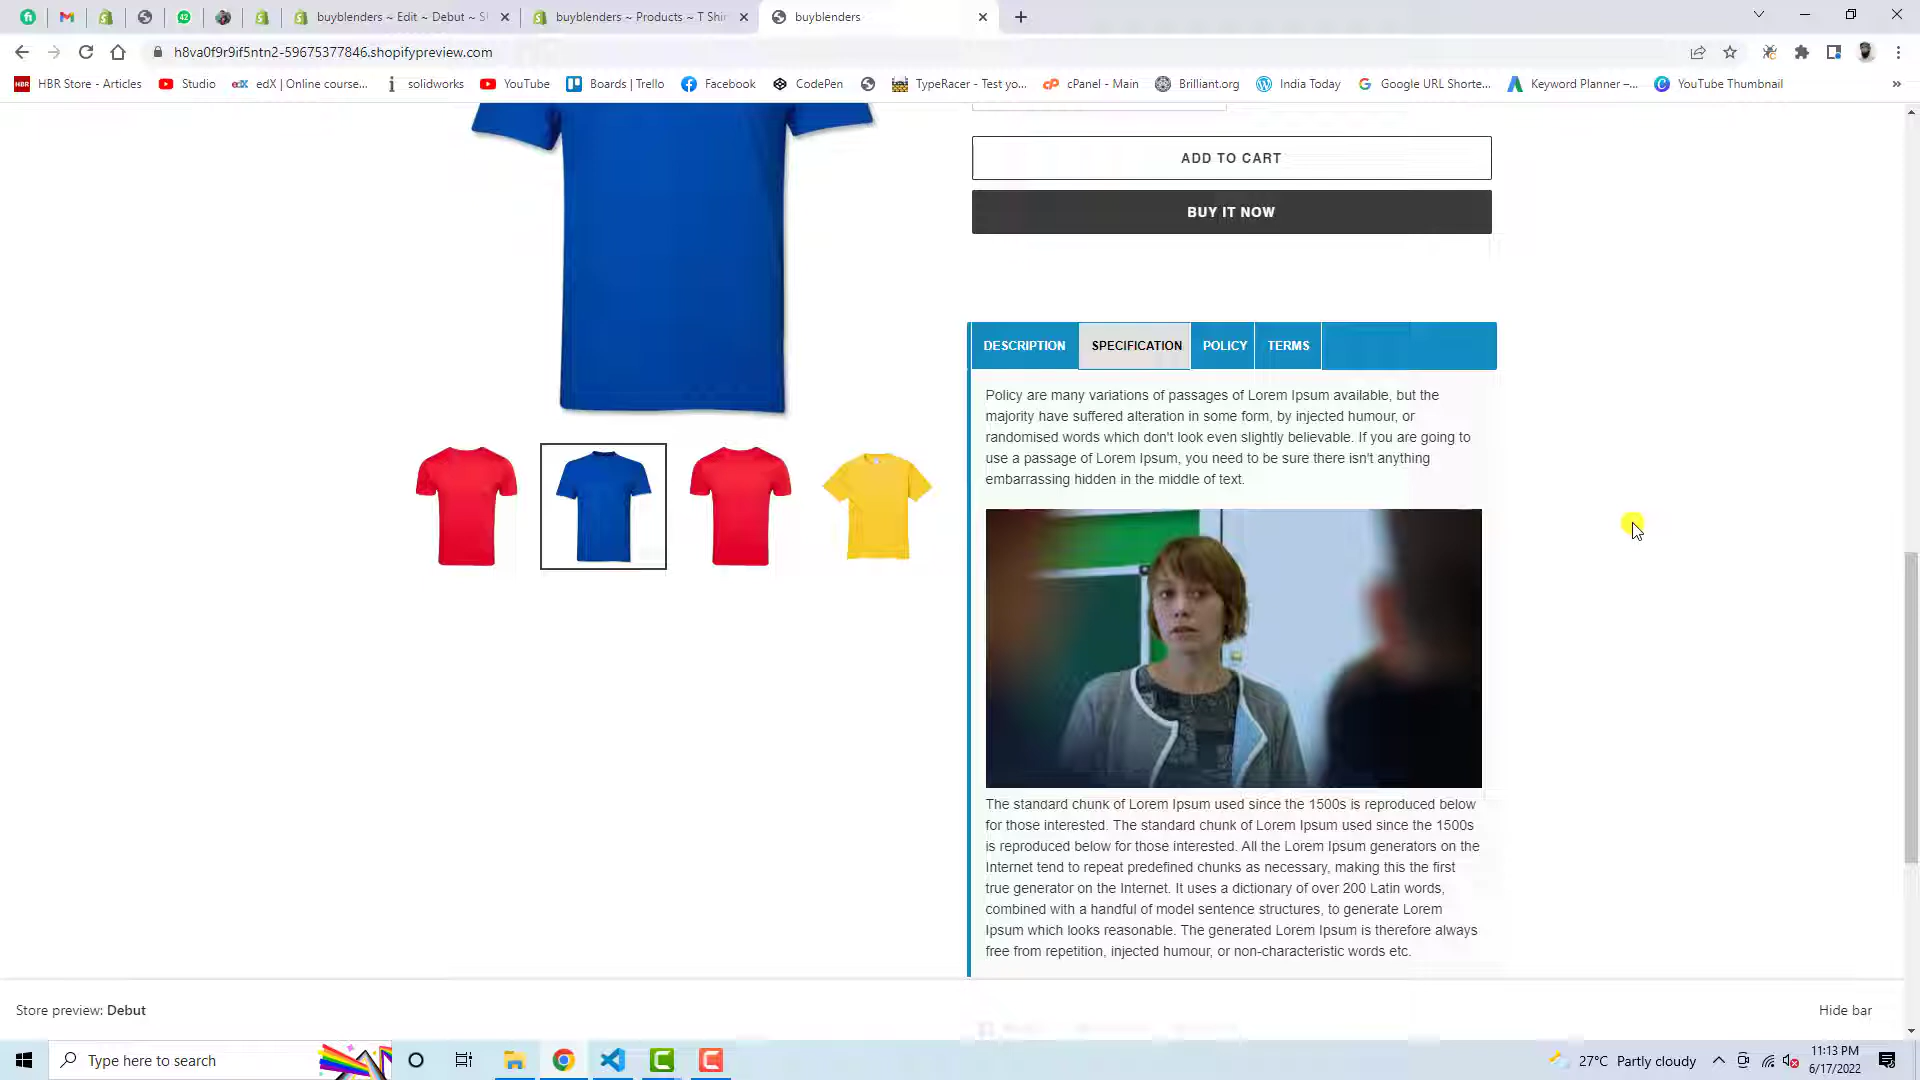 buyblenders ~ Edit ~ Debut ~ S
buyblenders ~ Products ~ T Shir
buyblenders
h8va0f9r9if5ntn2-59675377846.shopifypreview.com
HBR Store - Articles
Studio
edX | Online course...
solidworks
YouTube
Boards | Trello
Facebook
CodePen
TypeRacer - Test yo...
cPanel - Main
Brilliant.org
India Today
Google URL Shorte...
Keyword Planner –...
YouTube Thumbnail
ADD TO CART
BUY IT NOW
DESCRIPTION SPECIFICATION POLICY TERMS
Policy are many variations of passages of Lorem Ipsum available, but the
majority have suffered alteration in some form, by injected humour, or
randomised words which don't look even slightly believable. If you are going to
use a passage of Lorem Ipsum, you need to be sure there isn't anything
embarrassing hidden in the middle of text.
The standard chunk of Lorem Ipsum used since the 1500s is reproduced below
for those interested. The standard chunk of Lorem Ipsum used since the 1500s
is reproduced below for those interested. All the Lorem Ipsum generators on the
Internet tend to repeat predefined chunks as necessary, making this the first
true generator on the Internet. It uses a dictionary of over 200 Latin words,
combined with a handful of model sentence structures, to generate Lorem
Ipsum which looks reasonable. The generated Lorem Ipsum is therefore always
free from repetition, injected humour, or non-characteristic words etc.
Store preview: Debut
Hide bar
Type here to search
27°C Partly cloudy
11:13 PM
6/17/2022